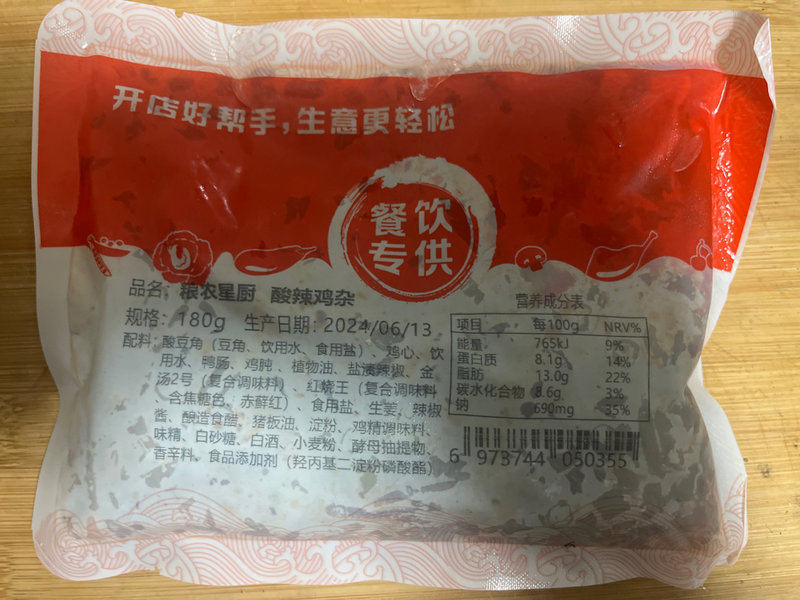 开店好帮手,生意更轻松
餐饮
专供
品名：粮农星厨 酸辣鸡杂
规格：180g 生产日期：2024/06/13
配料：酸豆角（豆角、饮用水、食用盐）、鸡心、饮
用水、鸭肠、鸡肫、植物油、盐渍辣椒、金
汤2号（复合调味料）、红烧王（复合调味料
、含焦糖色、赤藓红）、食用盐、生姜、辣椒
酱、酿造食醋、猪板油、淀粉、鸡精调味料、
味精、白砂糖、白酒、小麦粉、酵母抽提物、
香辛料、食品添加剂（羟丙基二淀粉磷酸酯）
营养成分表
项目 每100g NRV%
能量 765kJ 9%
蛋白质 8.1g 14%
脂肪 13.0g 22%
碳水化合物 8.6g 3%
钠 690mg 35%
6 973744 050355